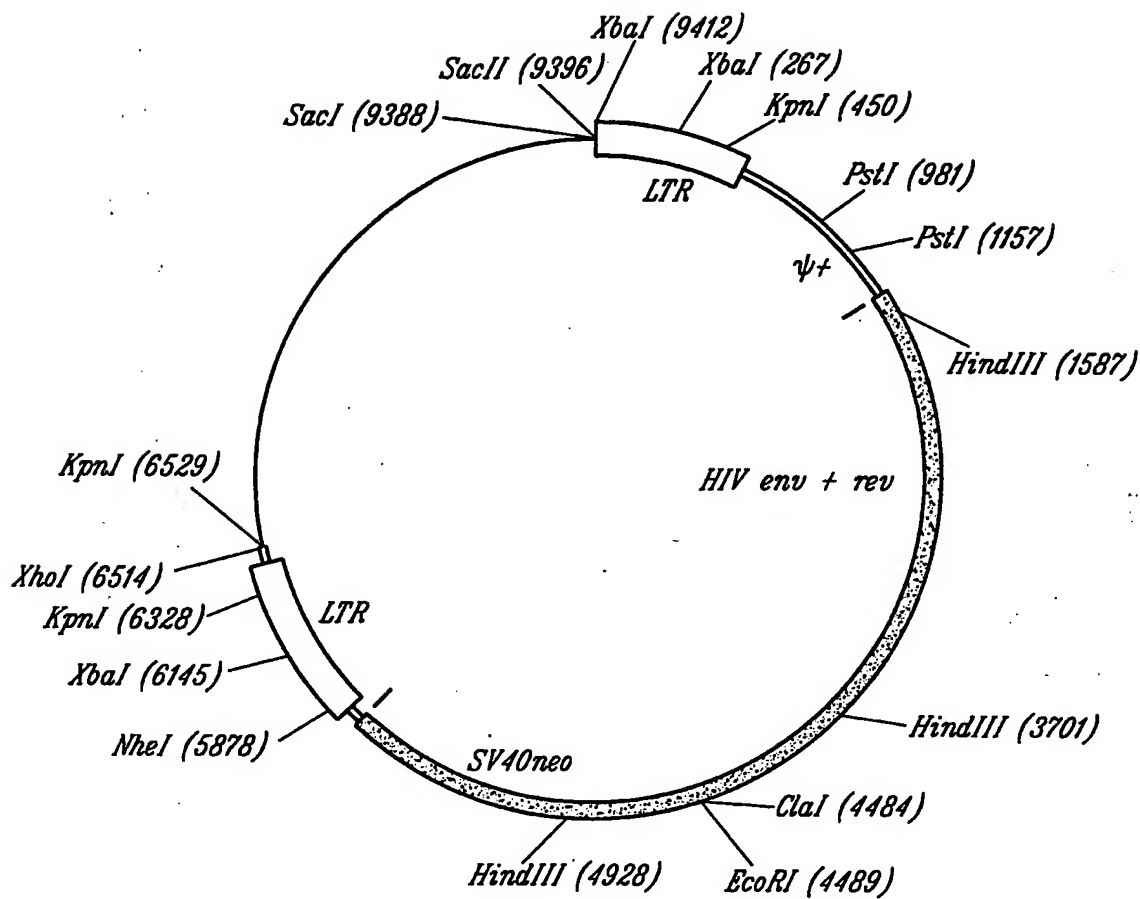 XbaI (9412)
SacII (9396)
XbaI (267)
SacI (9388)
KpnI (450)
LTR
PstI (981)
PstI (1157)
ψ+
HindIII (1587)
KpnI (6529)
HIV env + rev
XhoI (6514)
KpnI (6328)
LTR
XbaI (6145)
NheI (5878)
HindIII (3701)
SV40neo
ClaI (4484)
HindIII (4928)
EcoRI (4489)